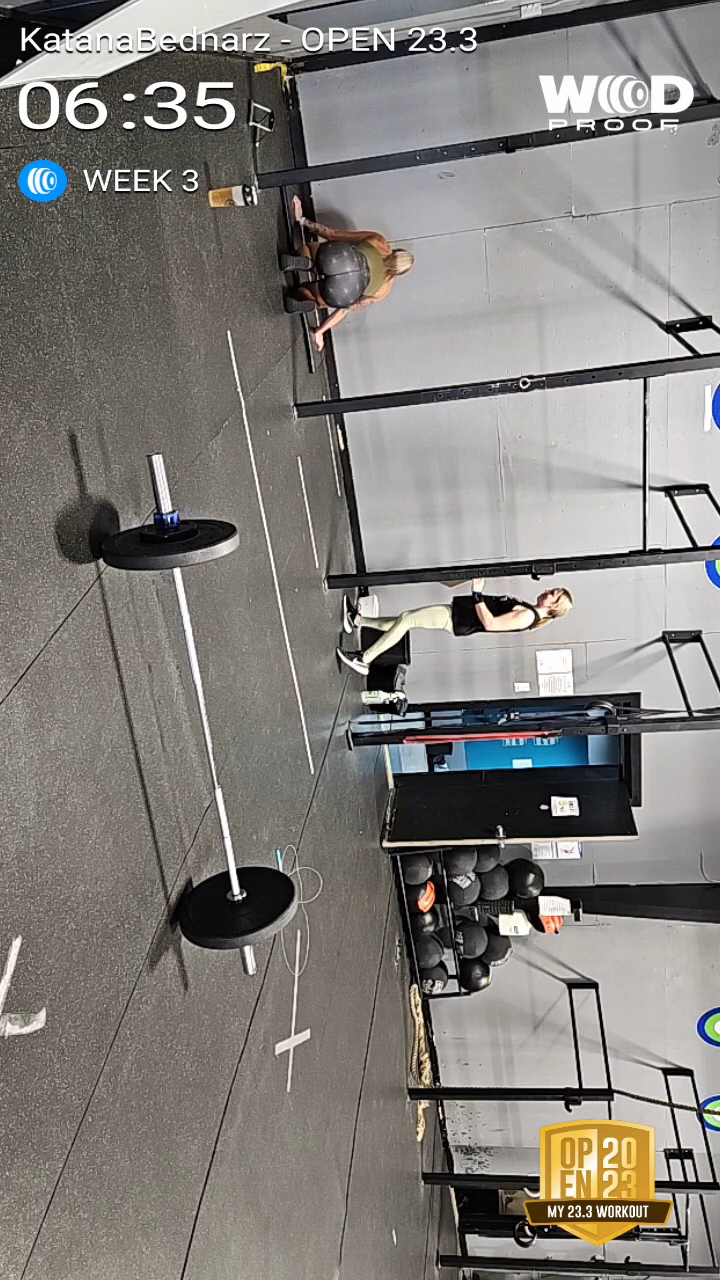 KatanaBednarz - OPEN 23.3
06:35
WOD
PROOF
WEEK 3
OP 20
EN 23
MY 23.3 WORKOUT